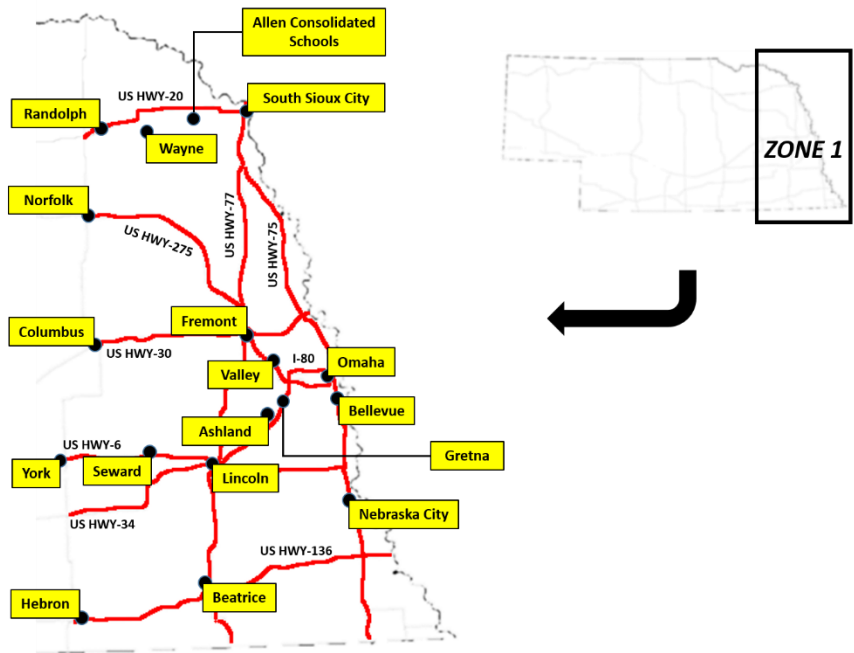 Allen Consolidated
Schools
US HWY-20
South Sioux City
Randolph
Wayne
ZONE 1
Norfolk
US HWY-275
US HWY-77
US HWY-75
Fremont
Columbus
US HWY-30
I-80
Omaha
Valley
Bellevue
Ashland
US HWY-6
Gretna
York
Seward
Lincoln
Nebraska City
US HWY-34
US HWY-136
Beatrice
Hebron